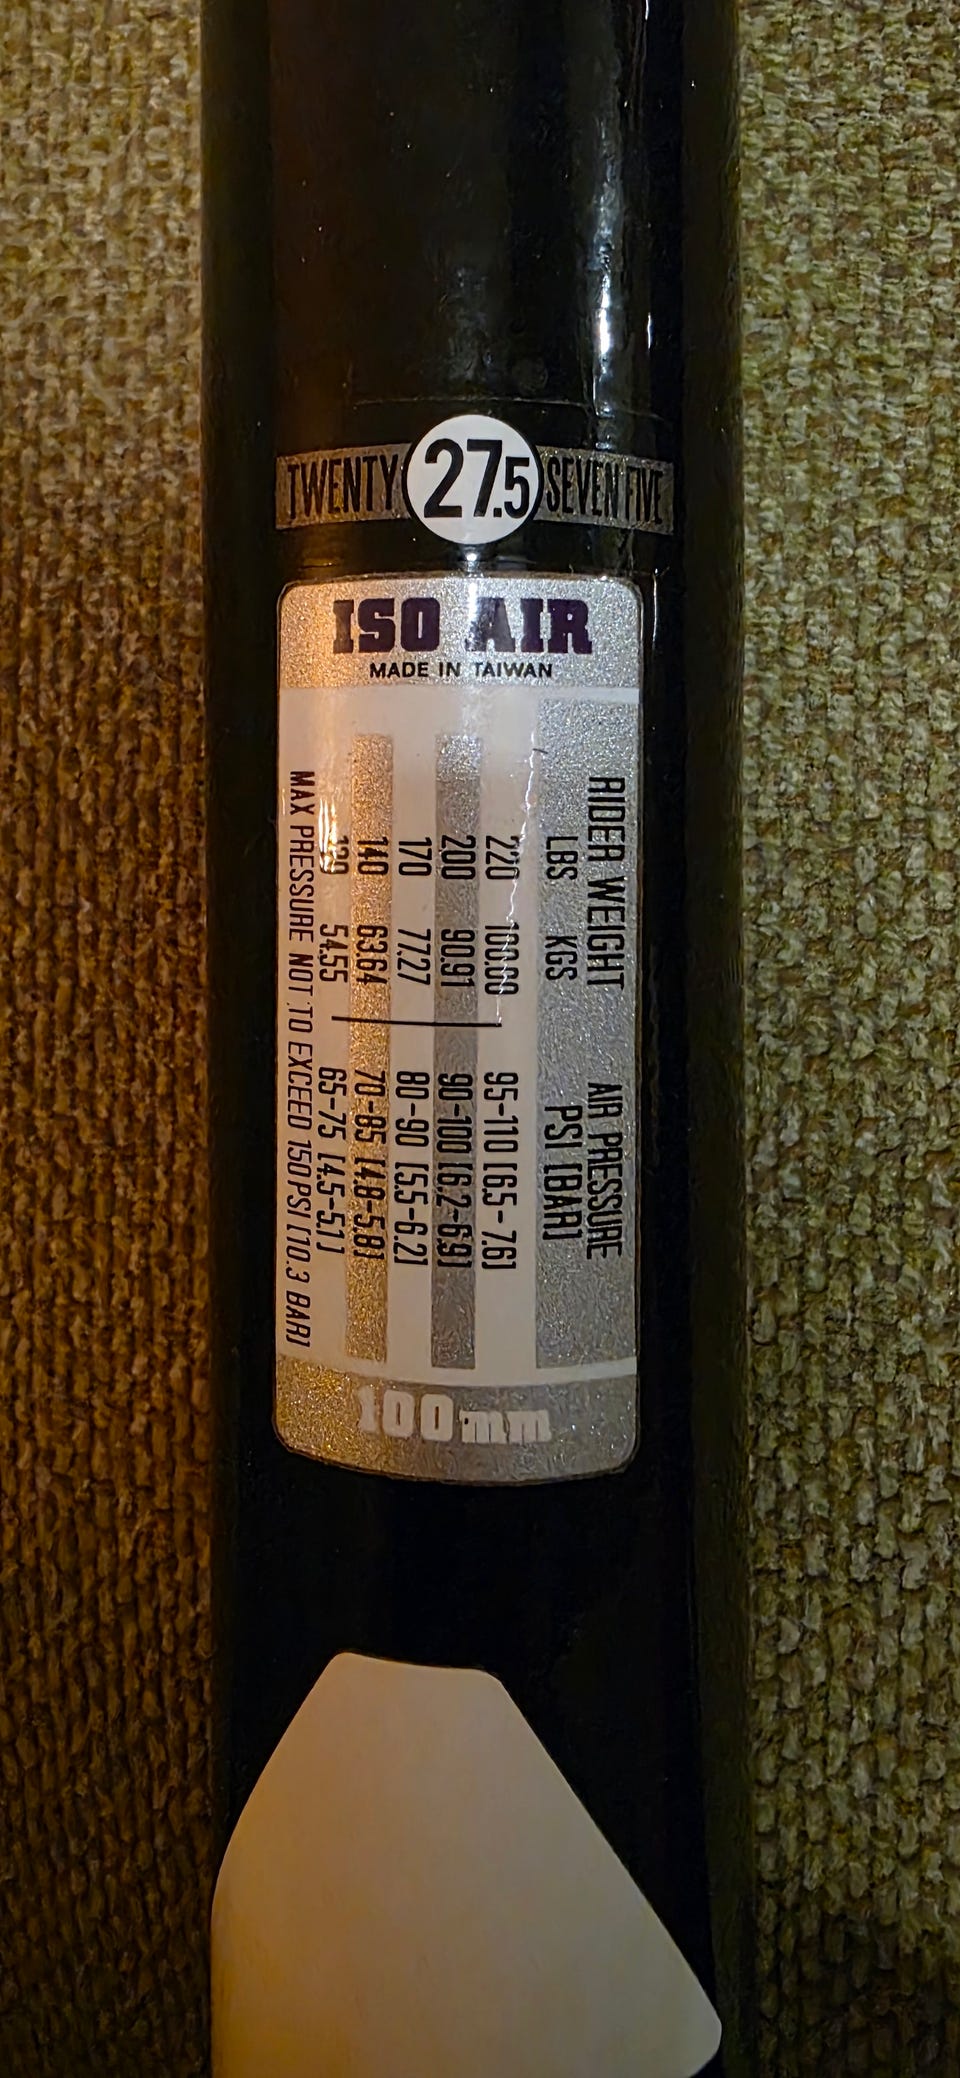 TWENTY 27.5 SEVEN FIVE
ISO AIR
MADE IN TAIWAN
RIDER WEIGHT AIR PRESSURE
LBS KGS PSI [BAR]
220 100.00 95-110 [6.5-7.6]
200 90.91 90-100 [6.2-6.9]
170 77.27 80-90 [5.5-6.2]
140 63.64 70-85 [4.8-5.8]
120 54.55 65-75 [4.5-5.1]
MAX PRESSURE NOT TO EXCEED 150 PSI [10.3 BAR]
100mm